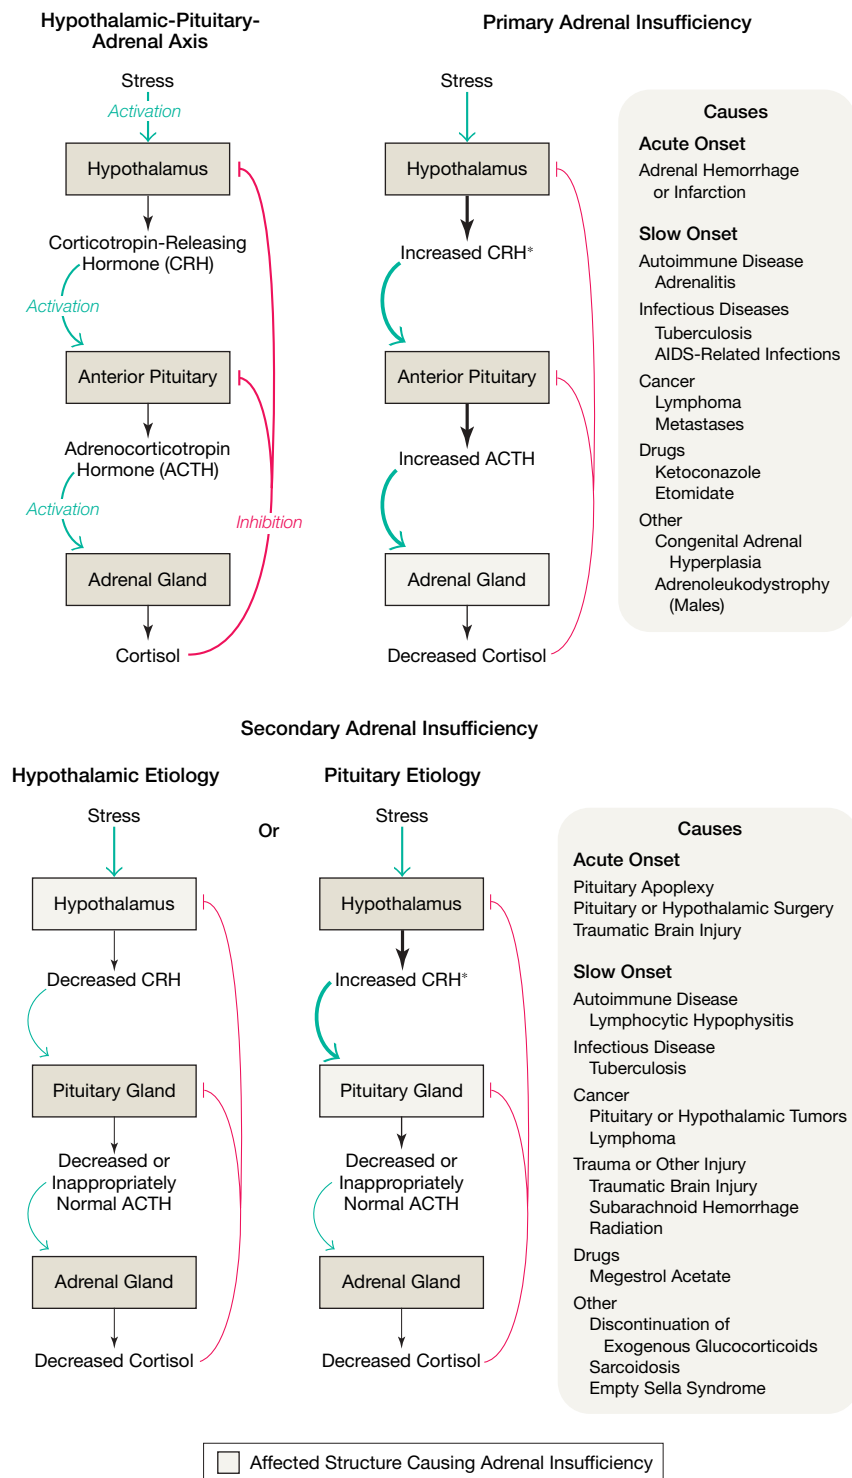 Hypothalamic-Pituitary-
Adrenal Axis
Stress
Activation
Hypothalamus
Corticotropin-Releasing
Hormone (CRH)
Activation
Anterior Pituitary
Adrenocorticotropin
Hormone (ACTH)
Activation
Inhibition
Adrenal Gland
Cortisol
Primary Adrenal Insufficiency
Stress
Hypothalamus
Increased CRH*
Anterior Pituitary
Increased ACTH
Adrenal Gland
Decreased Cortisol
Causes
Acute Onset
Adrenal Hemorrhage
or Infarction
Slow Onset
Autoimmune Disease
Adrenalitis
Infectious Diseases
Tuberculosis
AIDS-Related Infections
Cancer
Lymphoma
Metastases
Drugs
Ketoconazole
Etomidate
Other
Congenital Adrenal
Hyperplasia
Adrenoleukodystrophy
(Males)
Secondary Adrenal Insufficiency
Hypothalamic Etiology
Stress
Hypothalamus
Decreased CRH
Pituitary Gland
Decreased or
Inappropriately
Normal ACTH
Adrenal Gland
Decreased Cortisol
Or
Pituitary Etiology
Stress
Hypothalamus
Increased CRH*
Pituitary Gland
Decreased or
Inappropriately
Normal ACTH
Adrenal Gland
Decreased Cortisol
Causes
Acute Onset
Pituitary Apoplexy
Pituitary or Hypothalamic Surgery
Traumatic Brain Injury
Slow Onset
Autoimmune Disease
Lymphocytic Hypophysitis
Infectious Disease
Tuberculosis
Cancer
Pituitary or Hypothalamic Tumors
Lymphoma
Trauma or Other Injury
Traumatic Brain Injury
Subarachnoid Hemorrhage
Radiation
Drugs
Megestrol Acetate
Other
Discontinuation of
Exogenous Glucocorticoids
Sarcoidosis
Empty Sella Syndrome
Affected Structure Causing Adrenal Insufficiency